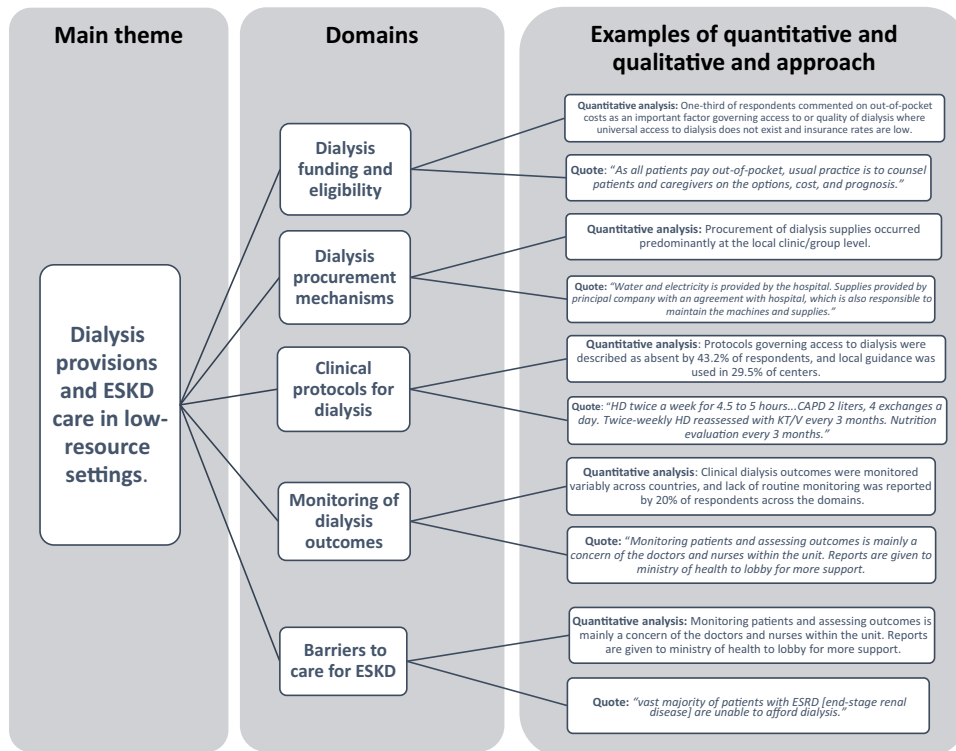 Main theme
Domains
Examples of quantitative and
qualitative and approach
Dialysis
provisions
and ESKD
care in low-
resource
settings.
Dialysis
funding and
eligibility
Quantitative analysis: One-third of respondents commented on out-of-pocket
costs as an important factor governing access to or quality of dialysis where
universal access to dialysis does not exist and insurance rates are low.
Quote: “As all patients pay out-of-pocket, usual practice is to counsel
patients and caregivers on the options, cost, and prognosis.”
Dialysis
procurement
mechanisms
Quantitative analysis: Procurement of dialysis supplies occurred
predominantly at the local clinic/group level.
Quote: “Water and electricity is provided by the hospital. Supplies provided by
principal company with an agreement with hospital, which is also responsible to
maintain the machines and supplies.”
Clinical
protocols for
dialysis
Quantitative analysis: Protocols governing access to dialysis were
described as absent by 43.2% of respondents, and local guidance was
used in 29.5% of centers.
Quote: “HD twice a week for 4.5 to 5 hours...CAPD 2 liters, 4 exchanges a
day. Twice-weekly HD reassessed with KT/V every 3 months. Nutrition
evaluation every 3 months.”
Monitoring of
dialysis
outcomes
Quantitative analysis: Clinical dialysis outcomes were monitored
variably across countries, and lack of routine monitoring was reported
by 20% of respondents across the domains.
Quote: “Monitoring patients and assessing outcomes is mainly a
concern of the doctors and nurses within the unit. Reports are given to
ministry of health to lobby for more support.
Barriers to
care for ESKD
Quantitative analysis: Monitoring patients and assessing outcomes is
mainly a concern of the doctors and nurses within the unit. Reports
are given to ministry of health to lobby for more support.
Quote: “vast majority of patients with ESRD [end-stage renal
disease] are unable to afford dialysis.”